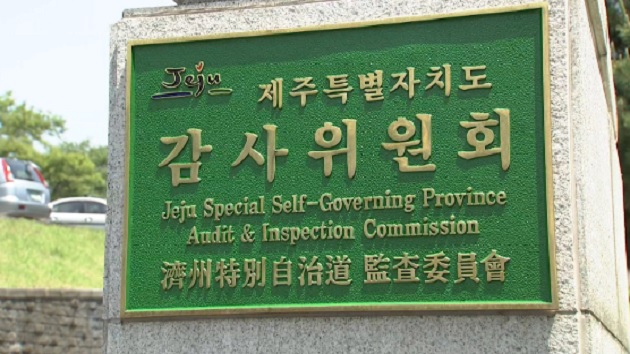 Jeju 제주특별자치도
감사위원회
Jeju Special Self-Governing Province
Audit & Inspection Commission
濟州特別自治道 監査委員會